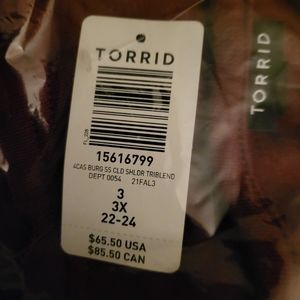 TORRID
15616799
4CAS BURG SS CLD SHLDR TRIBLEND
DEPT 0054 21FAL3
3
3X
22-24
$65.50 USA
$85.50 CAN
TORRID